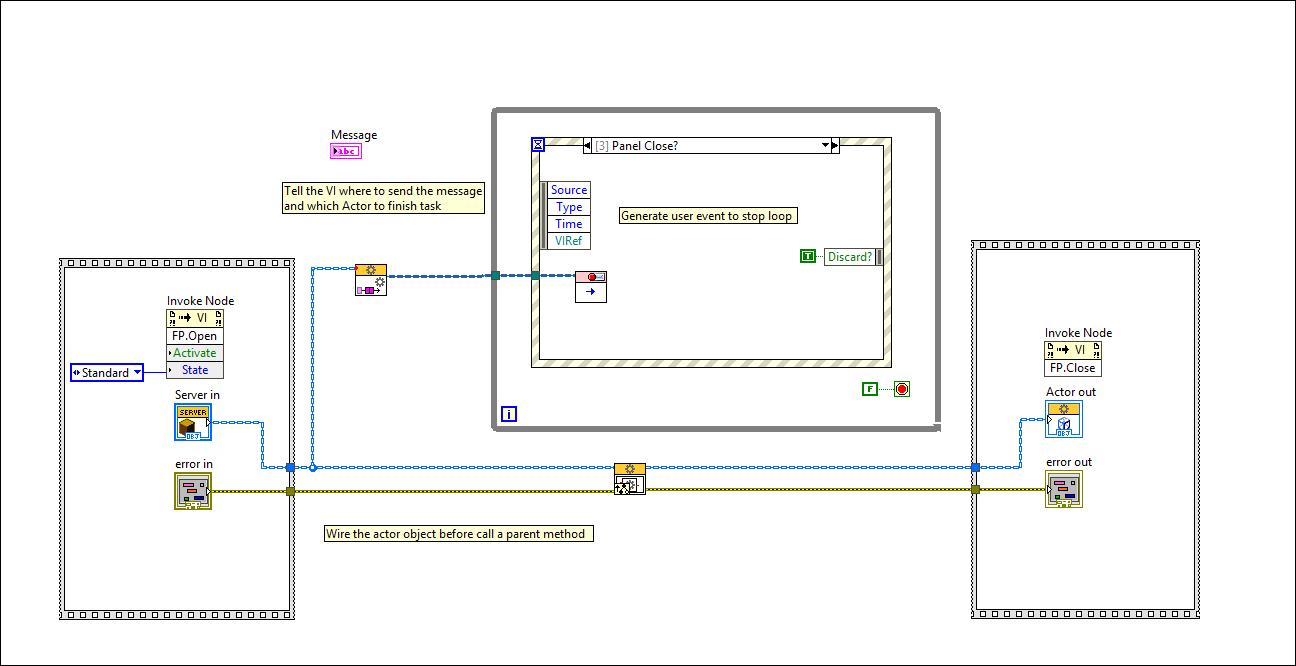 Message
abc
Tell the VI where to send the message
and which Actor to finish task
[3] Panel Close?
Source
Type
Time
VIRef
Generate user event to stop loop
T
Discard?
F
i
Invoke Node
VI
FP.Open
Activate
State
Standard
Server in
SERVER
OBJ
error in
Wire the actor object before call a parent method
Invoke Node
VI
FP.Close
Actor out
OBJ
error out